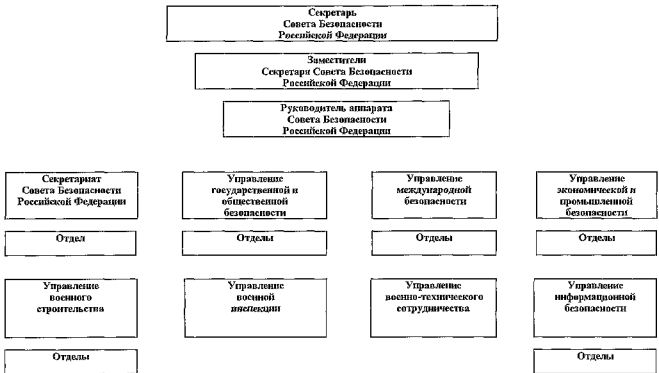 Секретарь
Совета Безопасности
Российской Федерации
Заместители
Секретаря Совета Безопасности
Российской Федерации
Руководитель аппарата
Совета Безопасности
Российской Федерации
Секретариат
Совета Безопасности
Российской Федерации
Управление
государственной и
общественной
безопасности
Управление
международной
безопасности
Управление
экономической и
промышленной
безопасности
Отдел
Отделы
Отделы
Отделы
Управление
военного
строительства
Управление
военной
инспекции
Управление
военно-технического
сотрудничества
Управление
информационной
безопасности
Отделы
Отделы